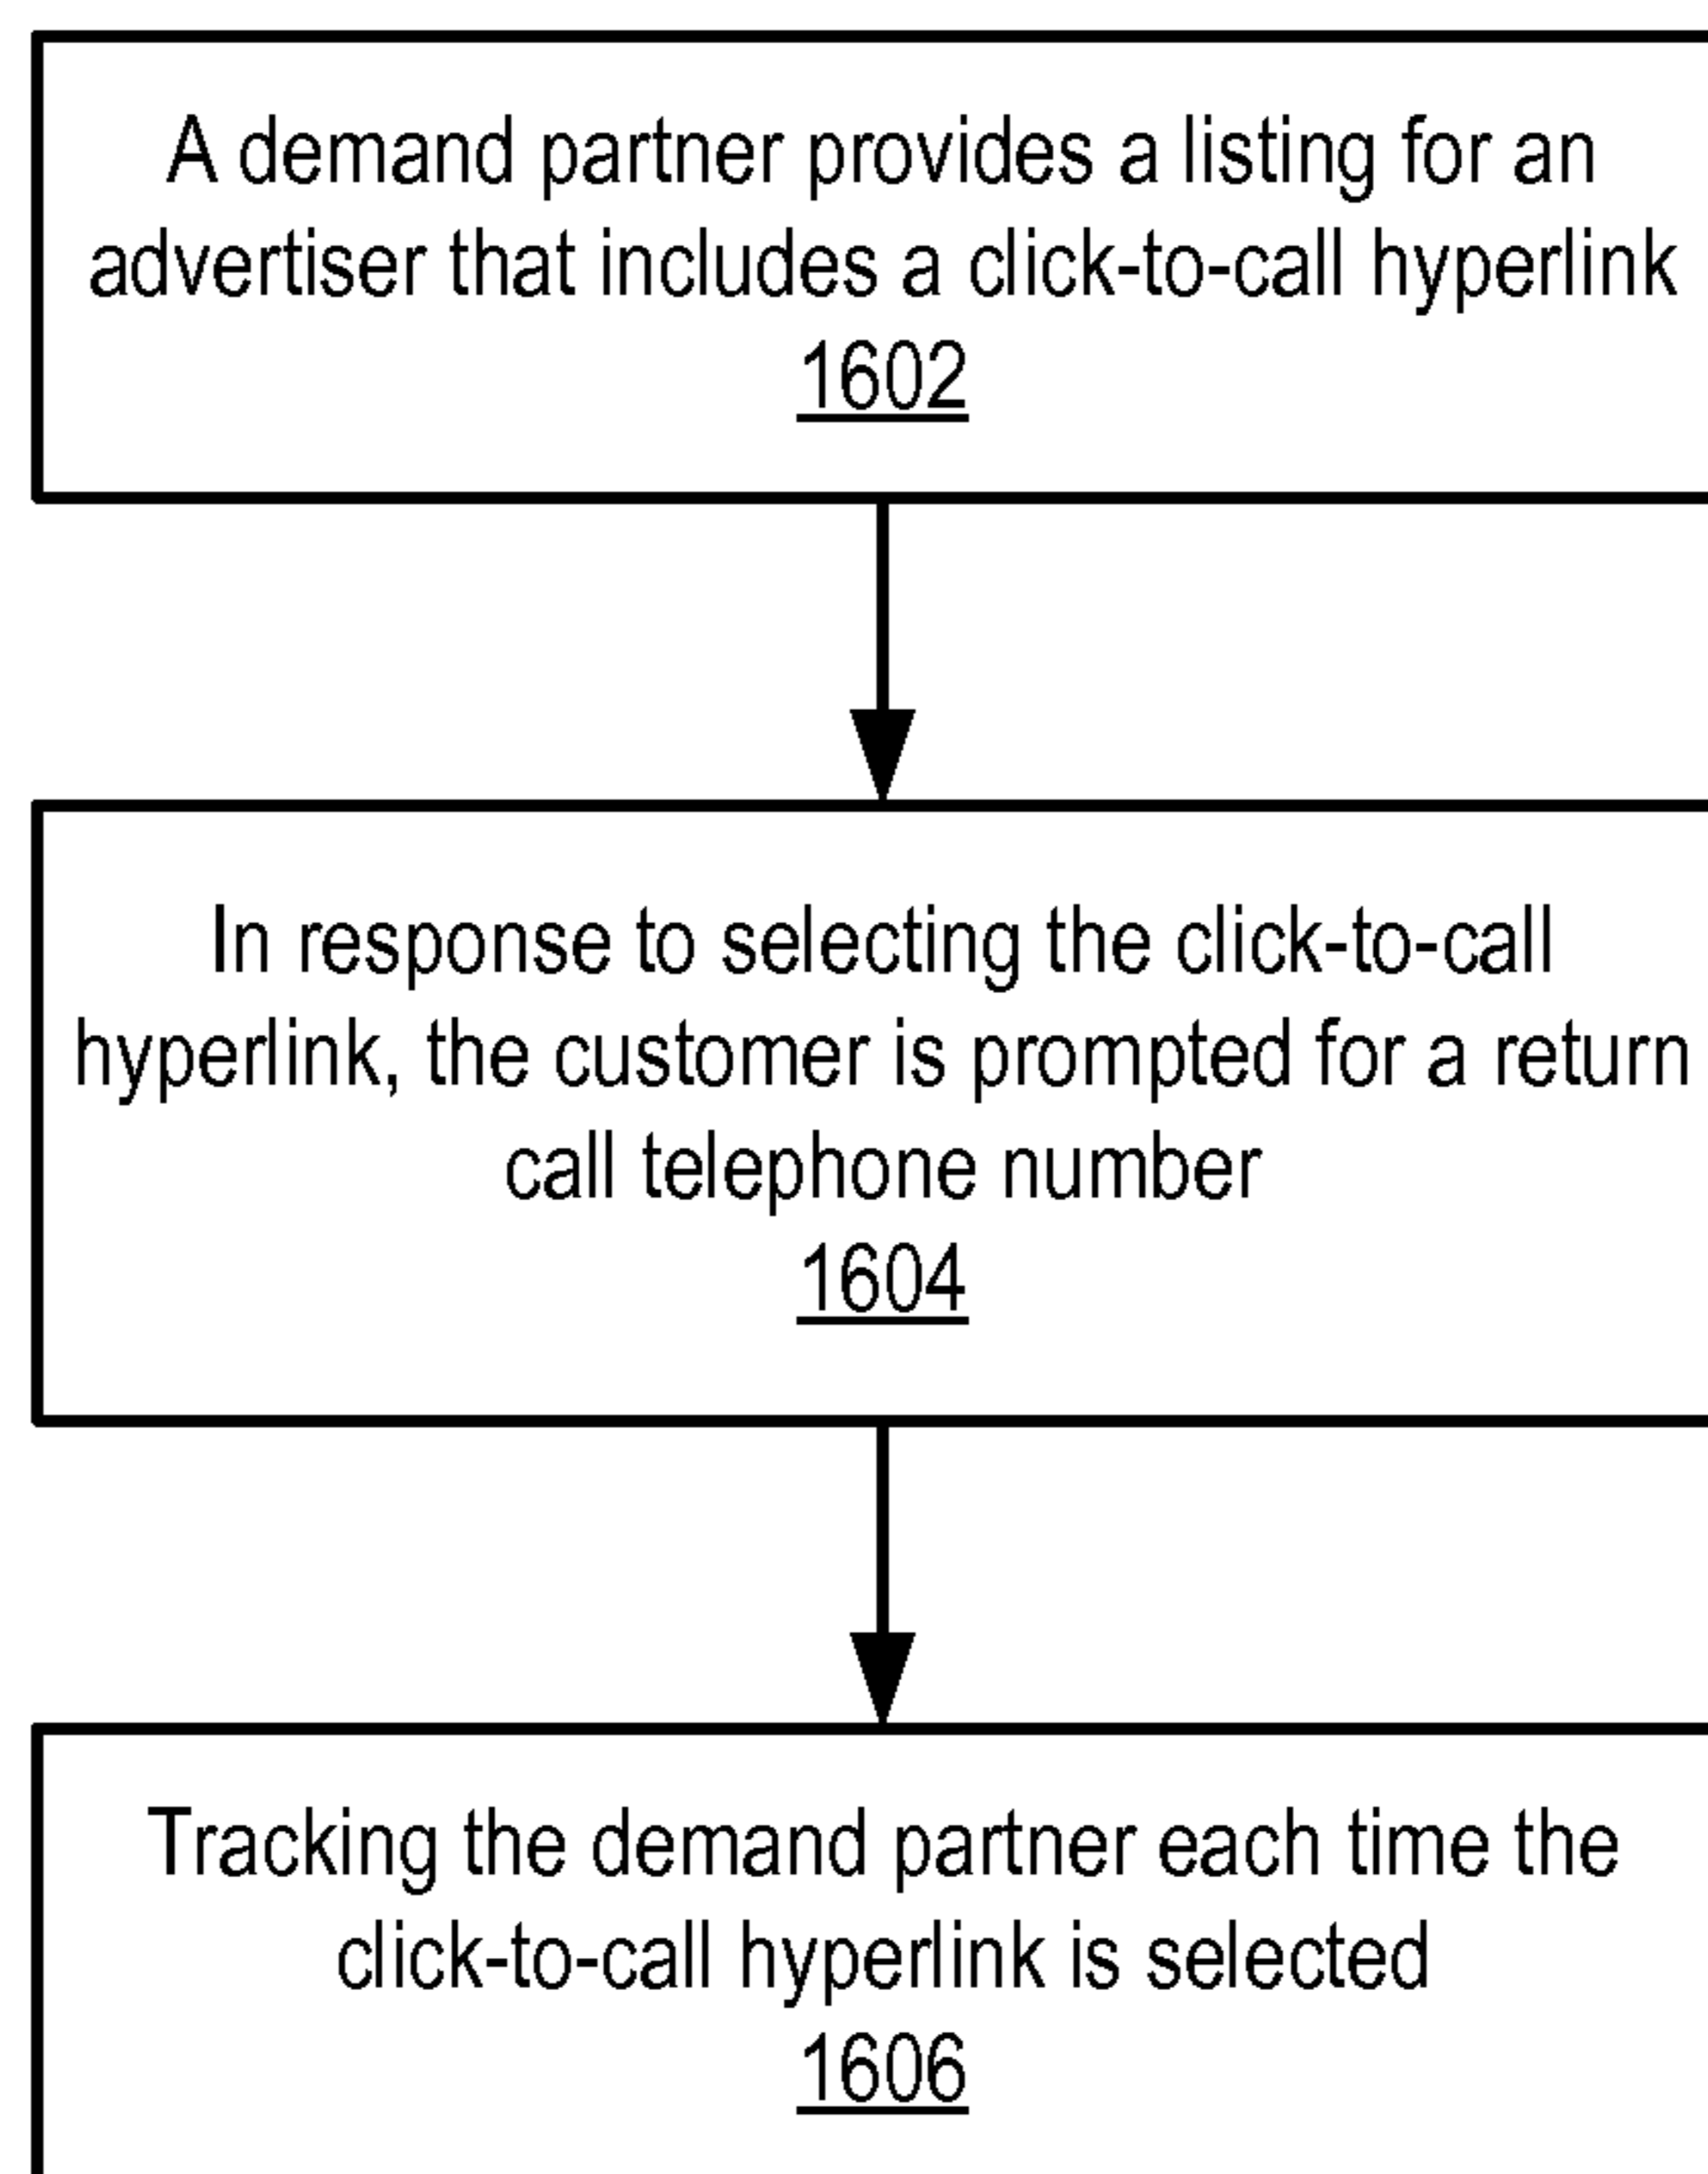 A demand partner provides a listing for an
advertiser that includes a click-to-call hyperlink
1602
In response to selecting the click-to-call
hyperlink, the customer is prompted for a return
call telephone number
1604
Tracking the demand partner each time the
click-to-call hyperlink is selected
1606